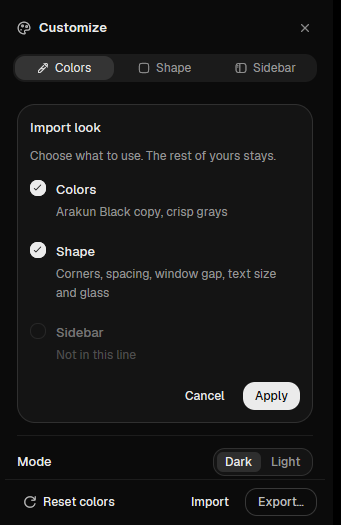 Customize
Colors
Shape
Sidebar
Import look
Choose what to use. The rest of yours stays.
Colors
Arakun Black copy, crisp grays
Shape
Corners, spacing, window gap, text size
and glass
Sidebar
Not in this line
Cancel
Apply
Mode
Dark
Light
Reset colors
Import
Export...